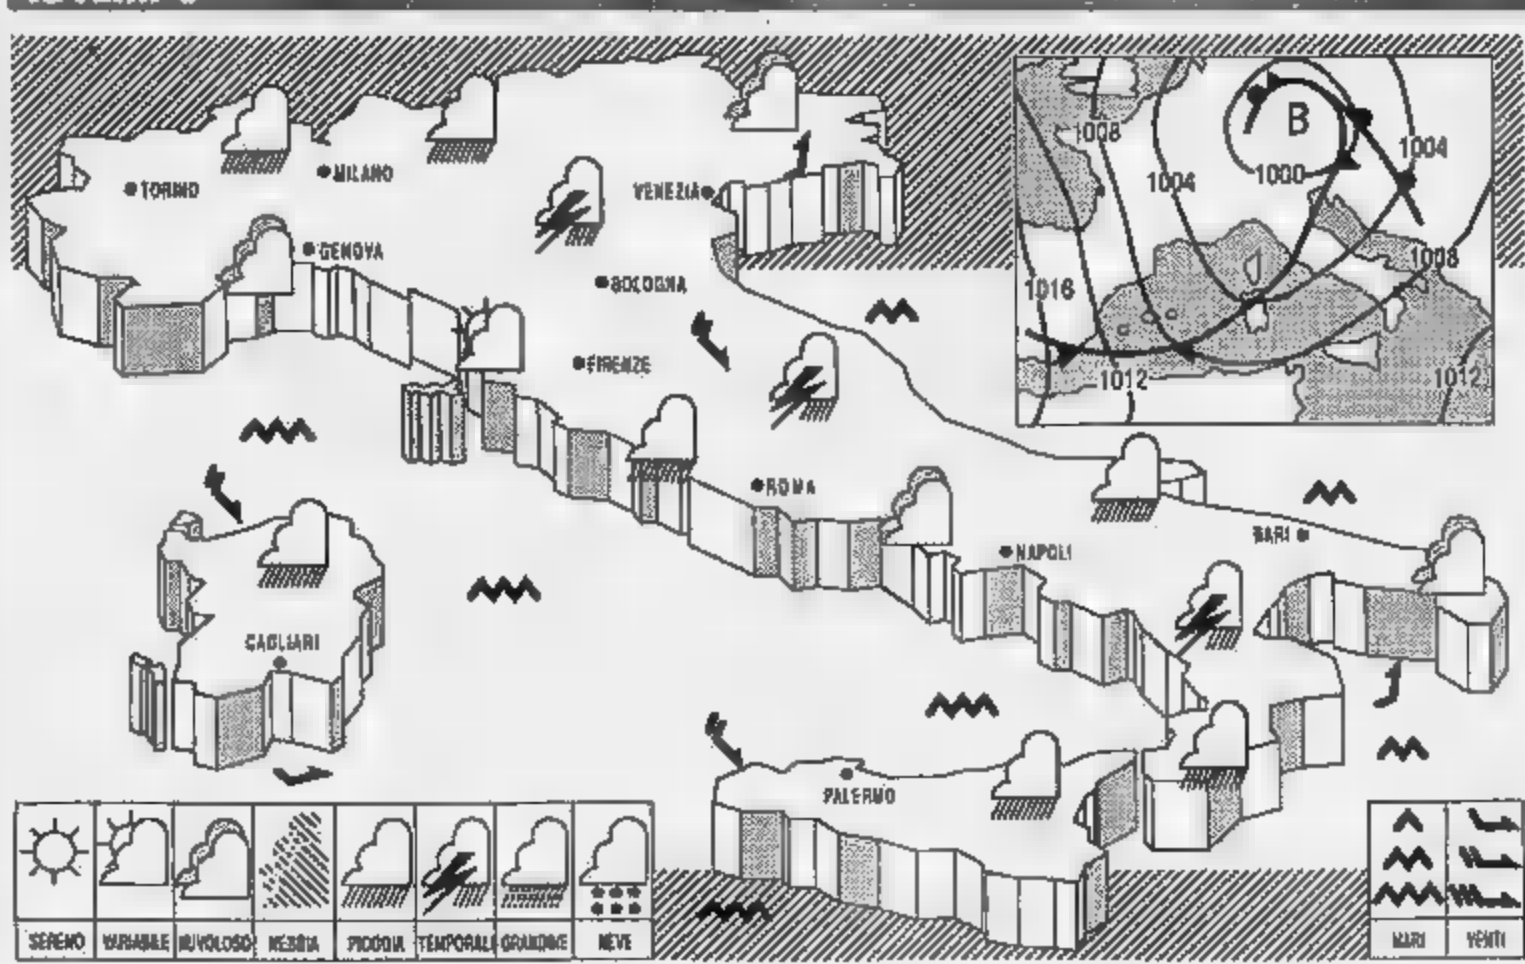 TORINO
MILANO
VENEZIA
GENOVA
BOLOGNA
FIRENZE
ROMA
NAPOLI
BARI
CAGLIARI
PALERMO
B
1008
1004
1004
1000
1008
1016
1012
1012
SERENO VARIABILE NUVOLOSO NEBBIA PIOGGIA TEMPORALI GRANDINE NEVE
MARI VENTI